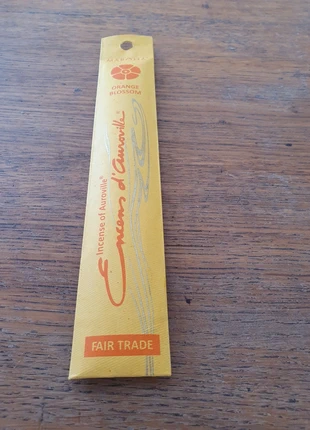 ORANGE
BLOSSOM
Incense of Auroville®
Encens d'Auroville®
FAIR TRADE